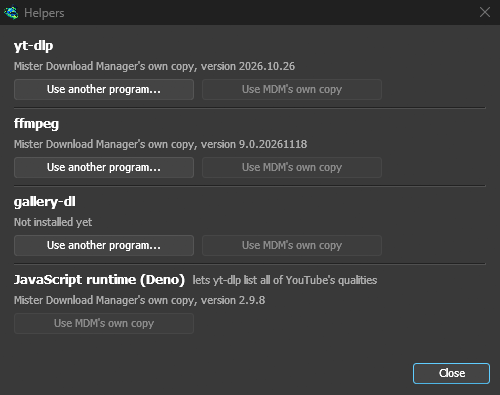 Helpers
yt-dlp
Mister Download Manager's own copy, version 2026.10.26
Use another program... Use MDM's own copy
ffmpeg
Mister Download Manager's own copy, version 9.0.20261118
Use another program... Use MDM's own copy
gallery-dl
Not installed yet
Use another program... Use MDM's own copy
JavaScript runtime (Deno) lets yt-dlp list all of YouTube's qualities
Mister Download Manager's own copy, version 2.9.8
Use MDM's own copy
Close